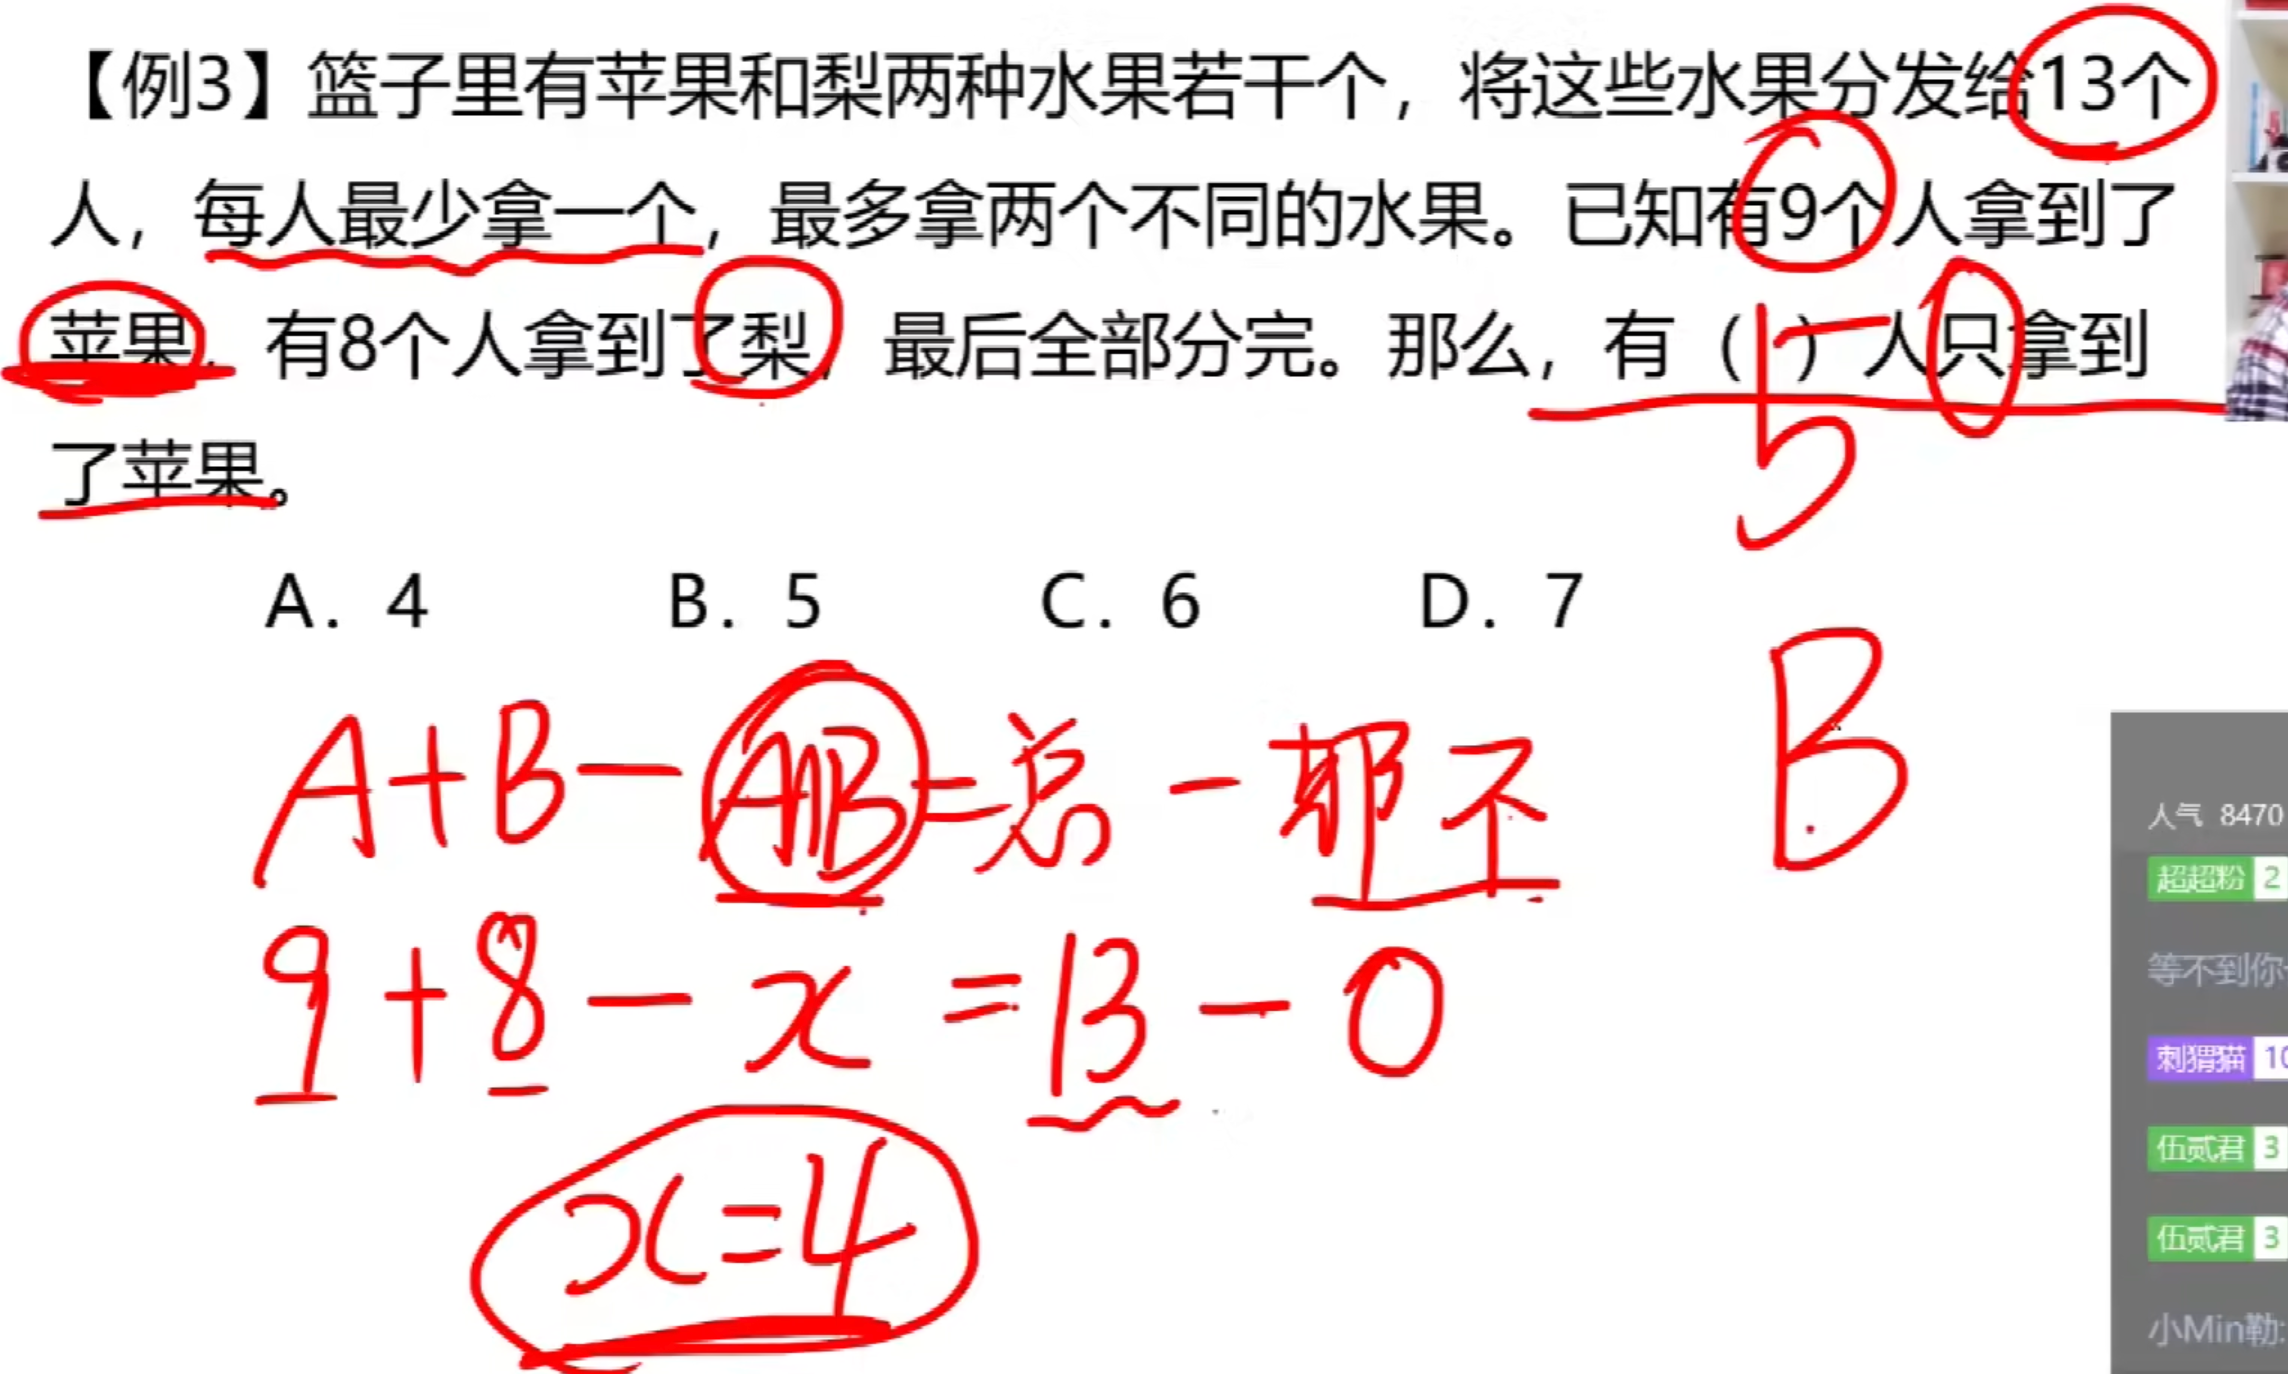 【例3】篮子里有苹果和梨两种水果若干个，将这些水果分发给13个
人，每人最少拿一个，最多拿两个不同的水果。已知有9个人拿到了
苹果，有8个人拿到了梨，最后全部分完。那么，有（ ）人只拿到
了苹果。
5
A. 4 B. 5 C. 6 D. 7
B
A+B-A∩B=总-都不
9+8-x=13-0
x=4
人气 8470
超超粉 2
等不到你
刺猬猫 10
伍贰君 3
伍贰君 3
小Min勒: